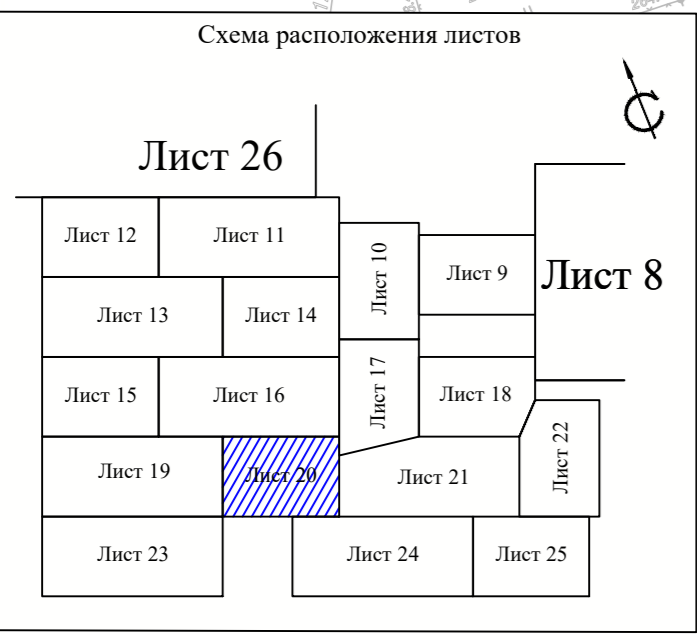 Схема расположения листов
С
Лист 26
Лист 12
Лист 11
Лист 10
Лист 9
Лист 8
Лист 13
Лист 14
Лист 15
Лист 16
Лист 17
Лист 18
Лист 19
Лист 20
Лист 21
Лист 22
Лист 23
Лист 24
Лист 25